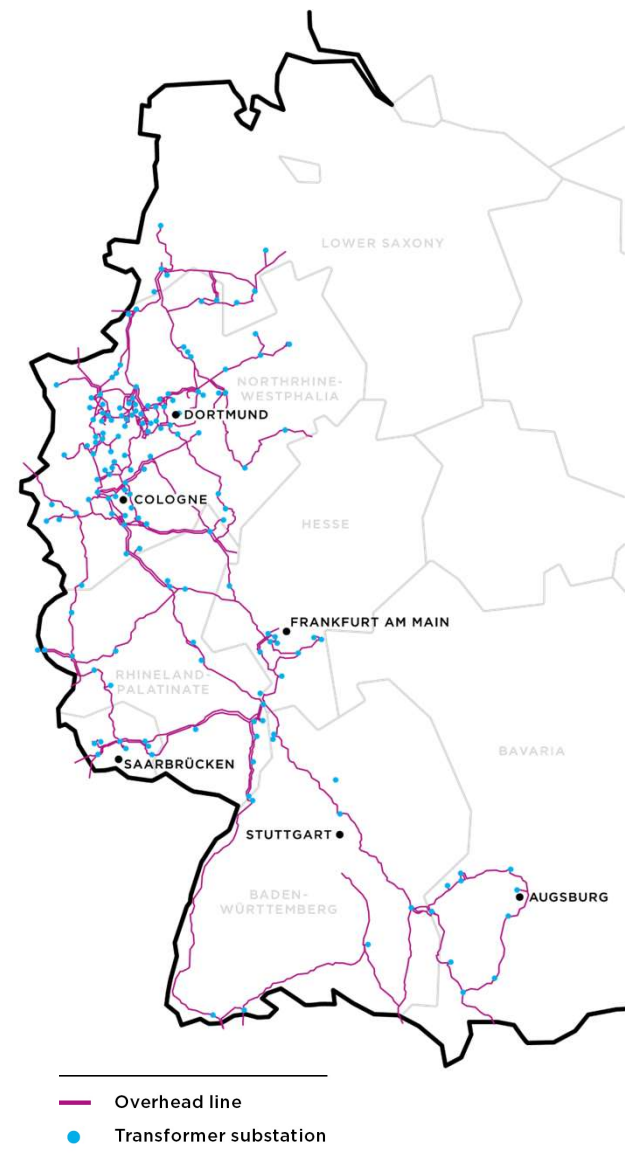 LOWER SAXONY
NORTHRHINE-
WESTPHALIA
DORTMUND
COLOGNE
HESSE
FRANKFURT AM MAIN
RHINELAND-
PALATINATE
BAVARIA
SAARBRÜCKEN
STUTTGART
BADEN-
WÜRTTEMBERG
AUGSBURG
Overhead line
Transformer substation